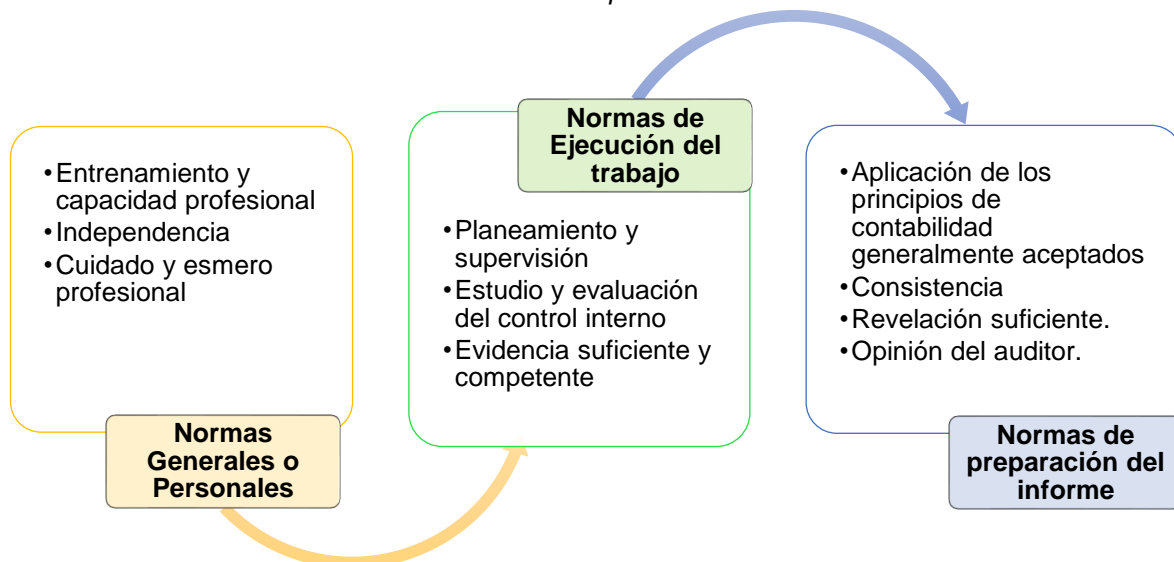 •Entrenamiento y
capacidad profesional
•Independencia
•Cuidado y esmero
profesional
Normas
Generales o
Personales
Normas de
Ejecución del
trabajo
•Planeamiento y
supervisión
•Estudio y evaluación
del control interno
•Evidencia suficiente y
competente
•Aplicación de los
principios de
contabilidad
generalmente aceptados
•Consistencia
•Revelación suficiente.
•Opinión del auditor.
Normas de
preparación del
informe